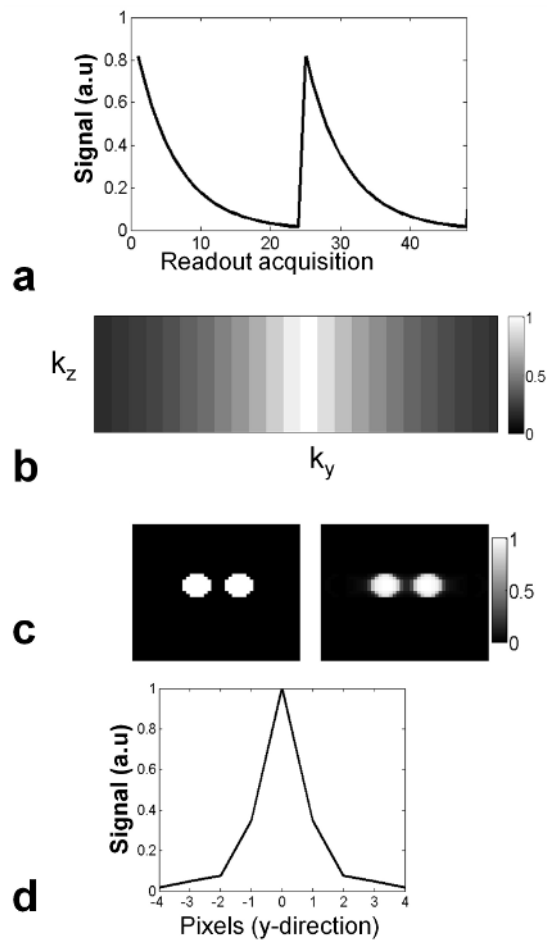 1
0.8
0.6
0.4
0.2
0
Signal (a.u)
0 10 20 30 40
Readout acquisition
a
k_z
1
0.5
0
k_y
b
1
0.5
0
c
1
0.8
0.6
0.4
0.2
0
Signal (a.u)
-4 -3 -2 -1 0 1 2 3 4
Pixels (y-direction)
d